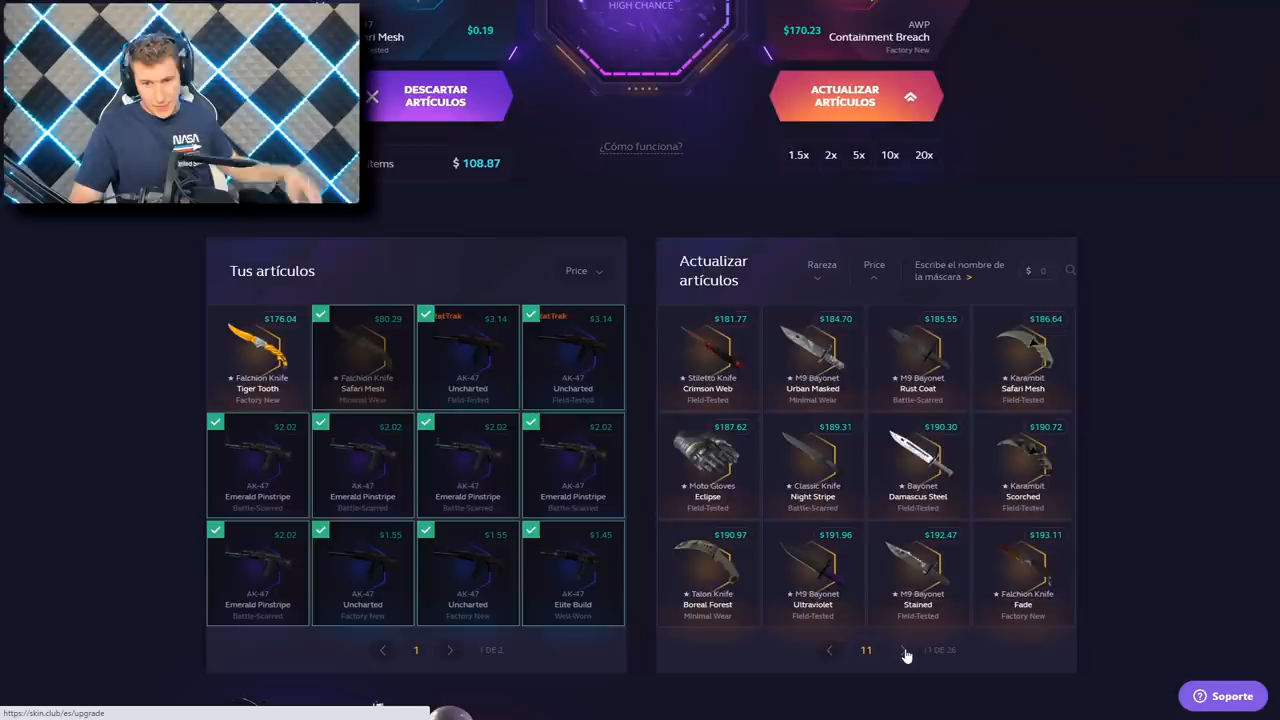 HIGH CHANCE
$0.19
ri Mesh
Tested
$170.23
AWP
Containment Breach
Factory New
DESCARTAR
ARTÍCULOS
ACTUALIZAR
ARTÍCULOS
NASA
¿Cómo funciona?
items
$ 108.87
1.5x 2x 5x 10x 20x
Tus artículos
Price
$176.04
★ Falchion Knife
Tiger Tooth
Factory New
$80.29
★ Falchion Knife
Safari Mesh
Minimal Wear
tatTrak
$3.14
AK-47
Uncharted
Field-Tested
tatTrak
$3.14
AK-47
Uncharted
Field-Tested
$2.02
AK-47
Emerald Pinstripe
Battle-Scarred
$2.02
AK-47
Emerald Pinstripe
Battle-Scarred
$2.02
AK-47
Emerald Pinstripe
Battle-Scarred
$2.02
AK-47
Emerald Pinstripe
Battle-Scarred
$2.02
AK-47
Emerald Pinstripe
Battle-Scarred
$1.55
AK-47
Uncharted
Factory New
$1.55
AK-47
Uncharted
Factory New
$1.45
AK-47
Elite Build
Well-Worn
1
1 DE 2
Actualizar
artículos
Rareza
Price
Escribe el nombre de
la máscara >
$ 0
$181.77
★ Stiletto Knife
Crimson Web
Field-Tested
$184.70
★ M9 Bayonet
Urban Masked
Minimal Wear
$185.55
★ M9 Bayonet
Rust Coat
Battle-Scarred
$186.64
★ Karambit
Safari Mesh
Field-Tested
$187.62
★ Moto Gloves
Eclipse
Field-Tested
$189.31
★ Classic Knife
Night Stripe
Battle-Scarred
$190.30
★ Bayonet
Damascus Steel
Field-Tested
$190.72
★ Karambit
Scorched
Field-Tested
$190.97
★ Talon Knife
Boreal Forest
Minimal Wear
$191.96
★ M9 Bayonet
Ultraviolet
Field-Tested
$192.47
★ M9 Bayonet
Stained
Field-Tested
$193.11
★ Falchion Knife
Fade
Factory New
11
11 DE 26
Soporte
https://skin.club/es/upgrade